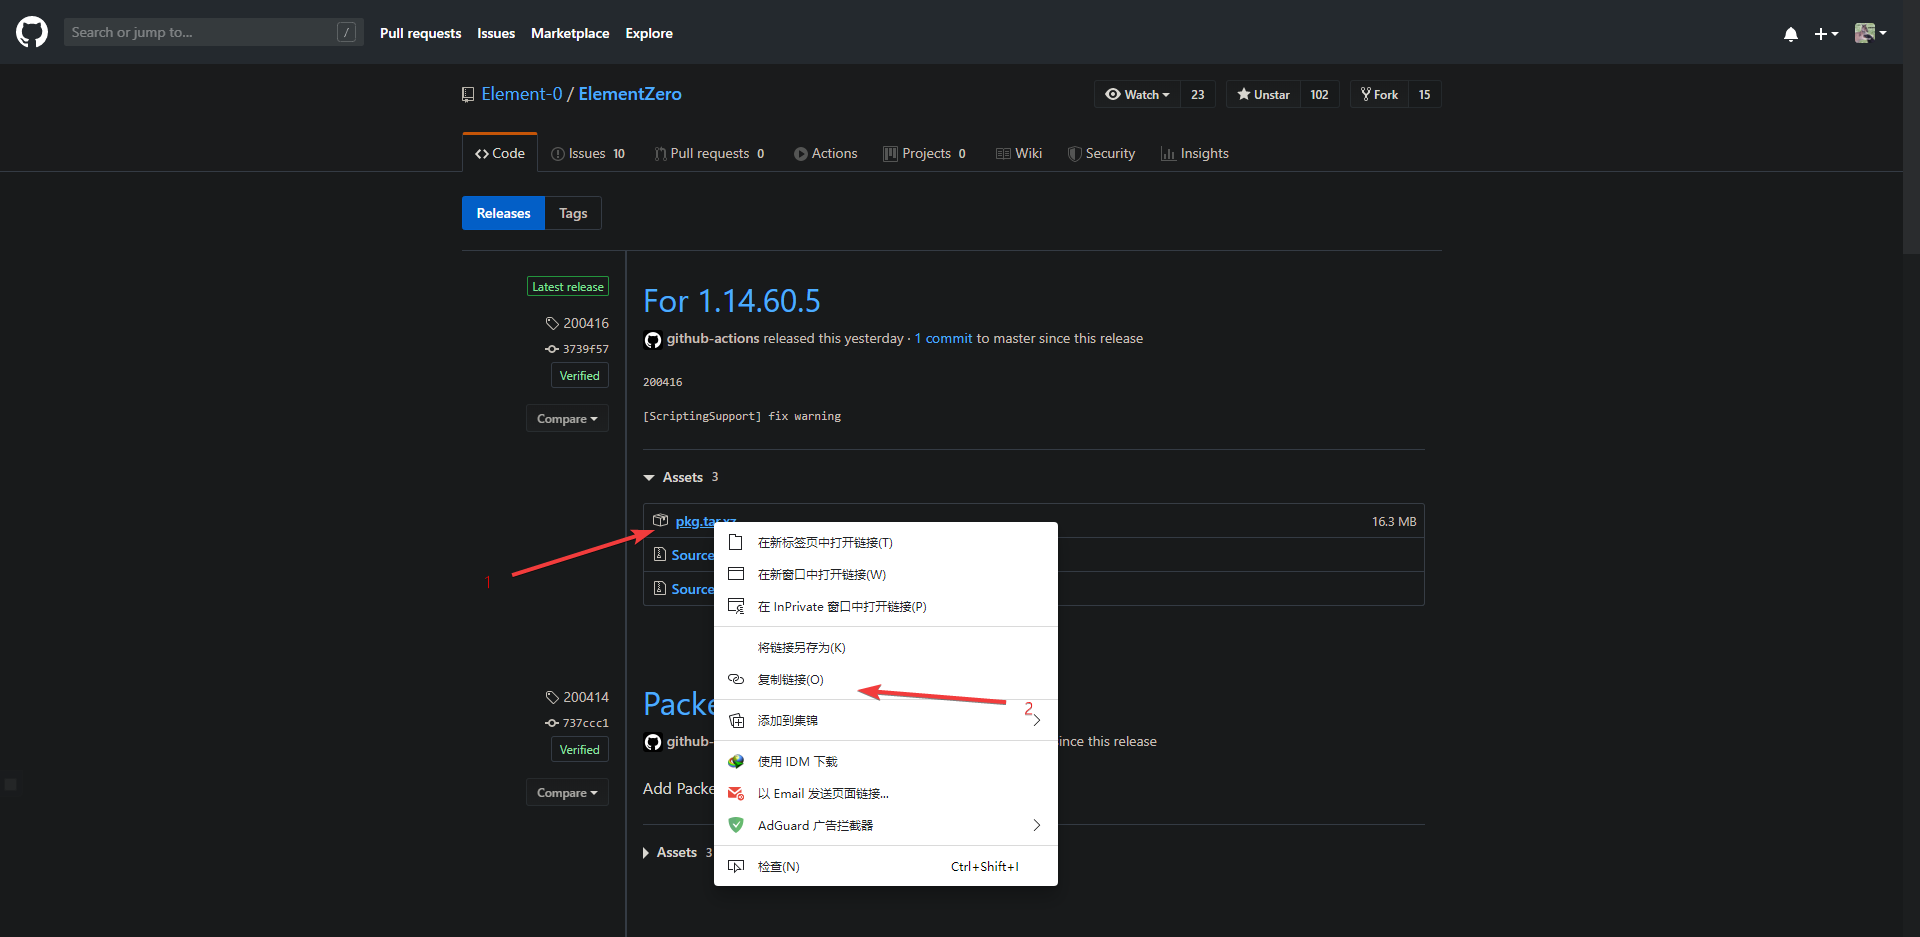 Search or jump to... / Pull requests Issues Marketplace Explore
Element-0 / ElementZero Watch 23 Unstar 102 Fork 15
Code Issues 10 Pull requests 0 Actions Projects 0 Wiki Security Insights
Releases Tags
Latest release
For 1.14.60.5
200416
github-actions released this yesterday · 1 commit to master since this release
3739f57
Verified
200416
Compare
[ScriptingSupport] fix warning
Assets 3
pkg.tar.xz 16.3 MB
在新标签页中打开链接(T)
Source
1
在新窗口中打开链接(W)
Source
在 InPrivate 窗口中打开链接(P)
将链接另存为(K)
复制链接(O)
200414
Packe
2
添加到集锦
737ccc1
github- ince this release
Verified
使用 IDM 下载
Add Packe
Compare
以 Email 发送页面链接...
AdGuard 广告拦截器
Assets 3
检查(N) Ctrl+Shift+I